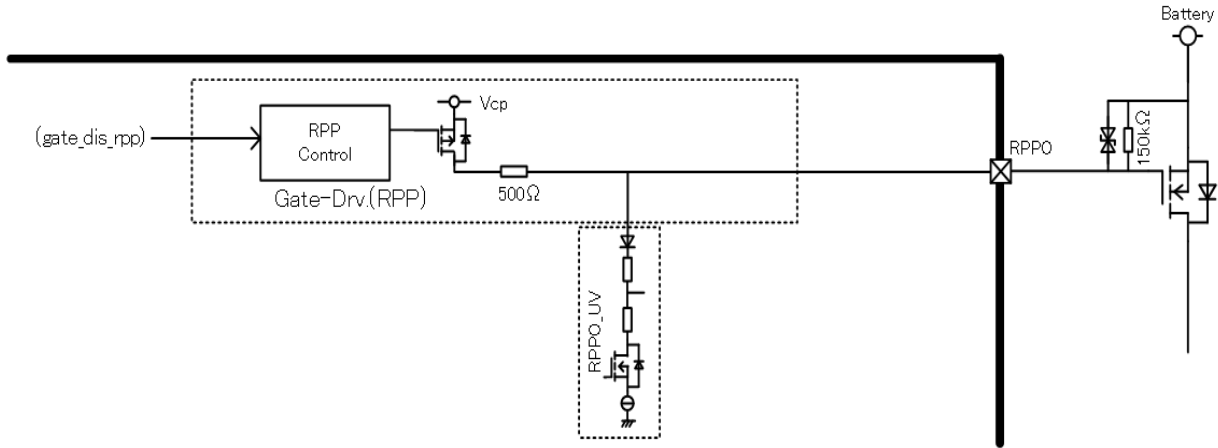 Battery
Vcp
(gate_dis_rpp)
RPP
Control
RPPO
150kΩ
500Ω
Gate-Drv.(RPP)
RPPO_UV